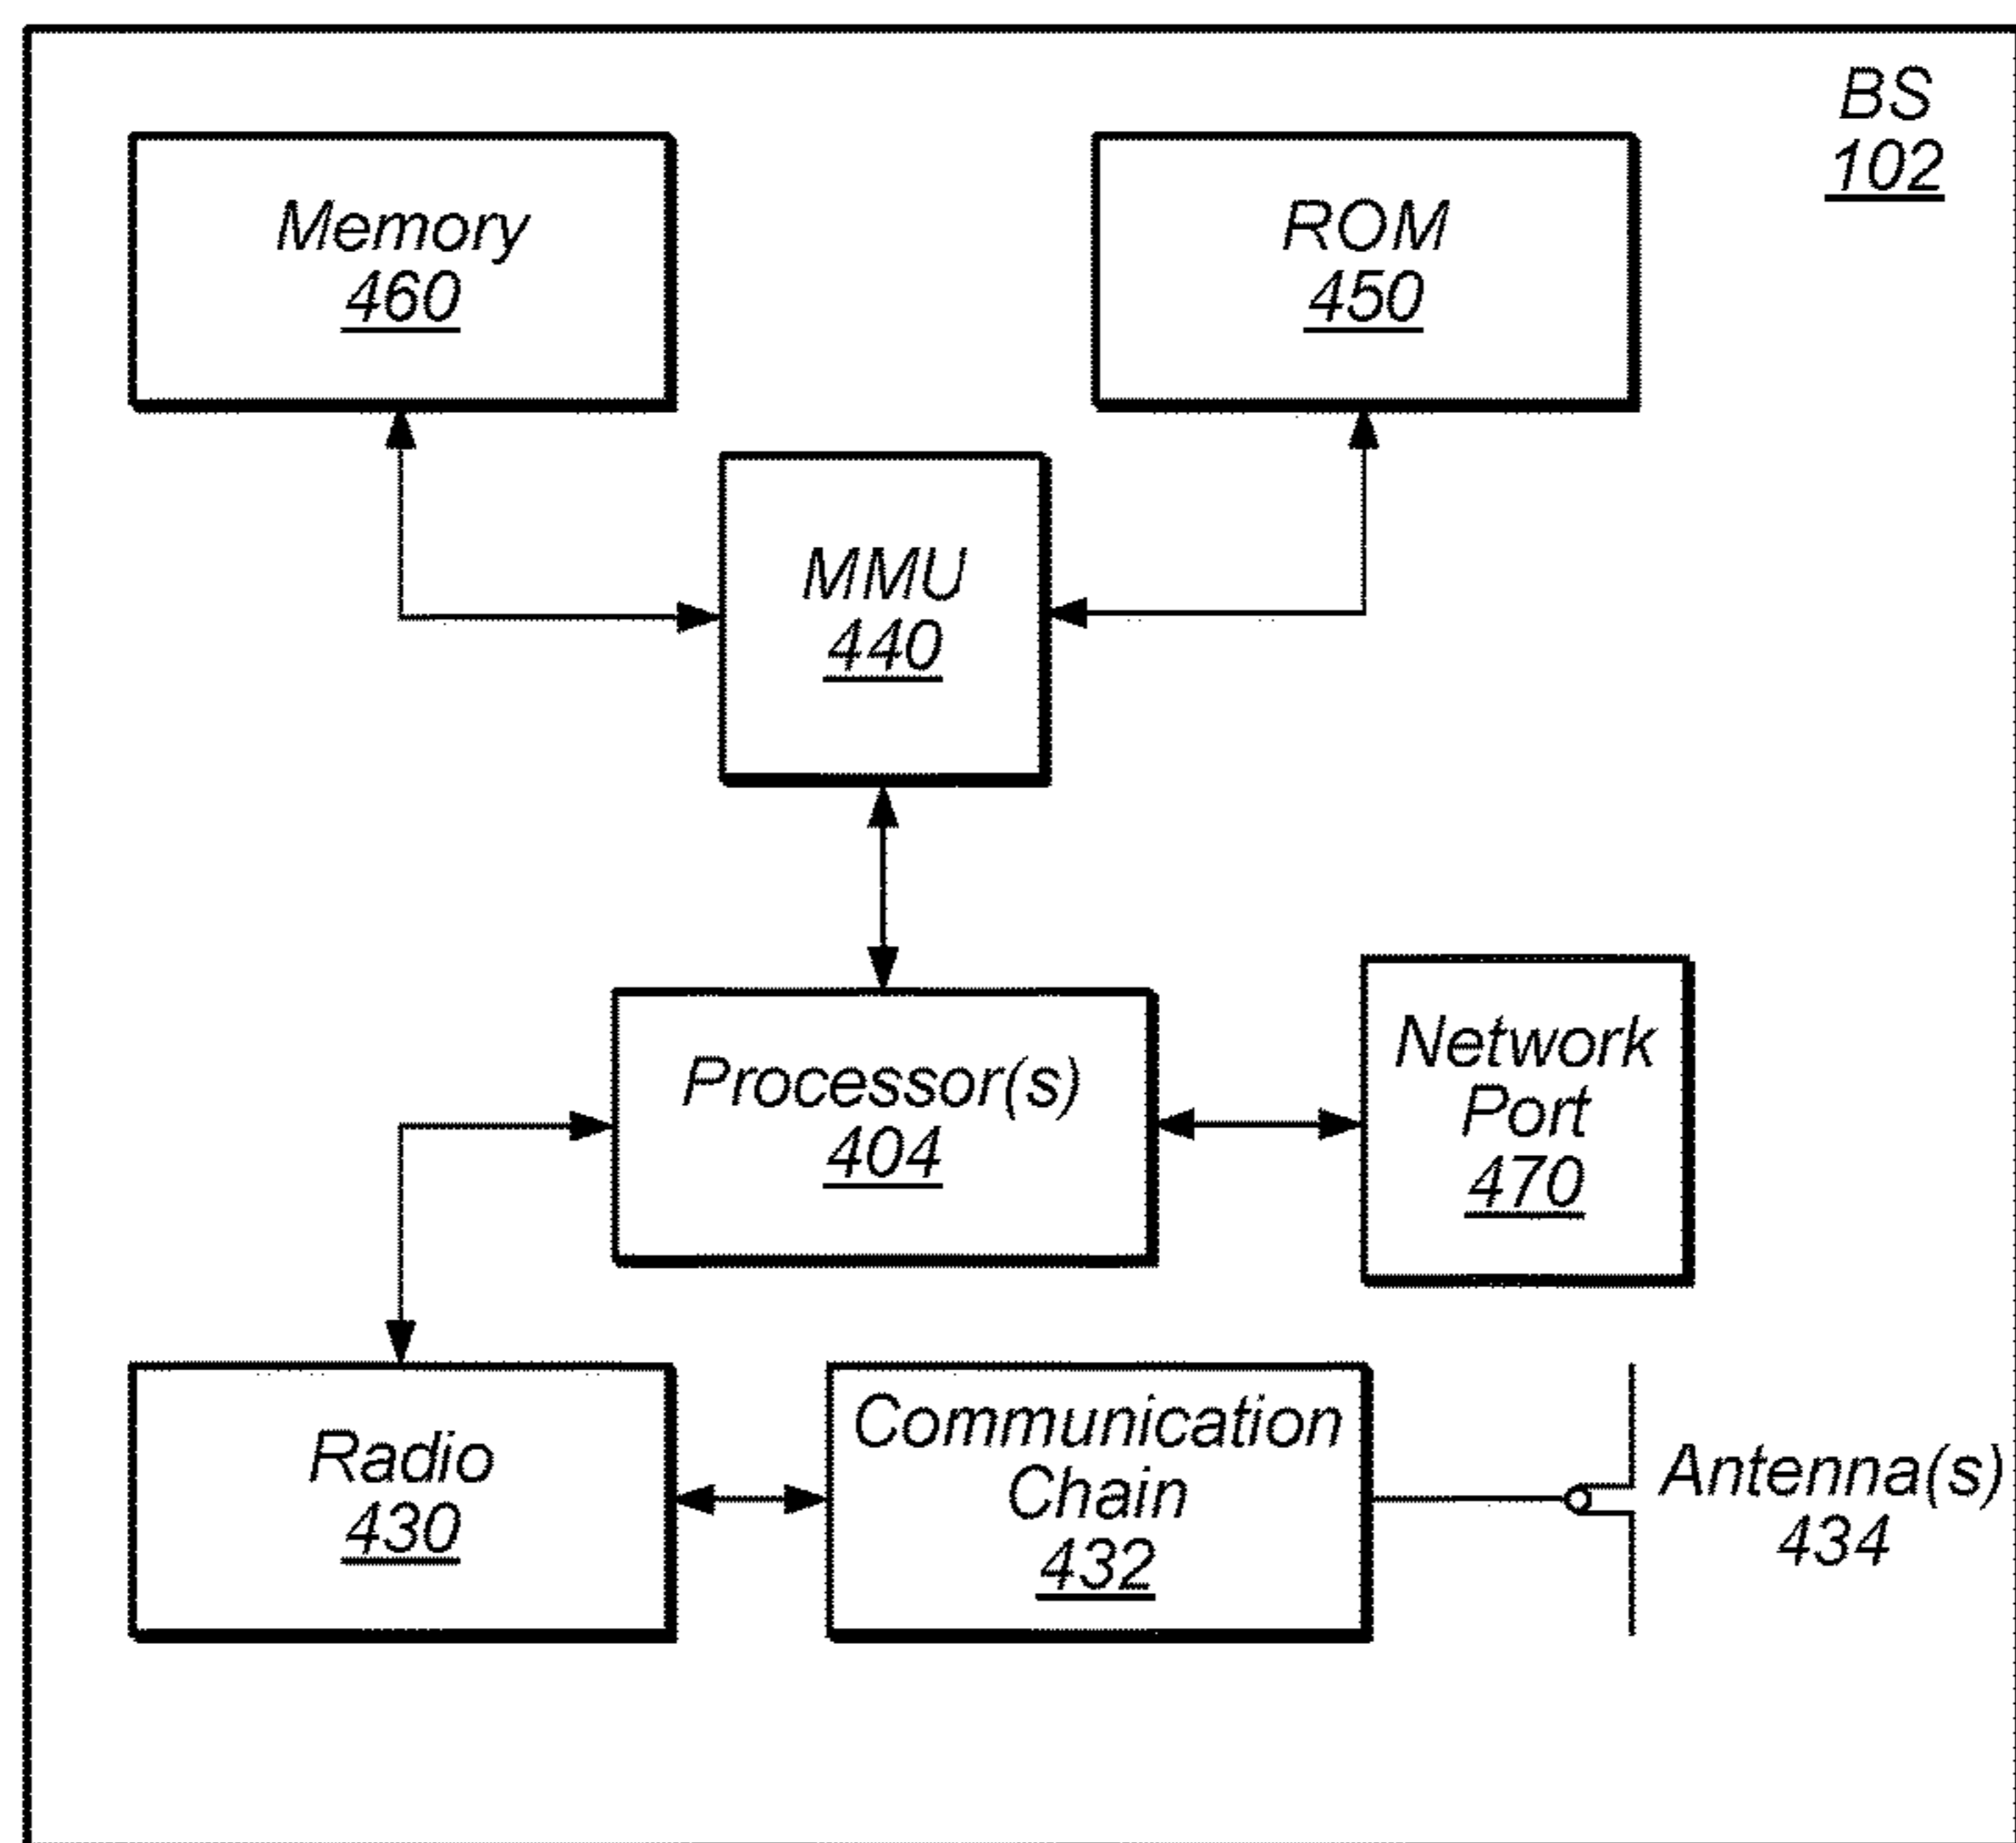 BS
102
Memory
460
ROM
450
MMU
440
Processor(s)
404
Network
Port
470
Radio
430
Communication
Chain
432
Antenna(s)
434